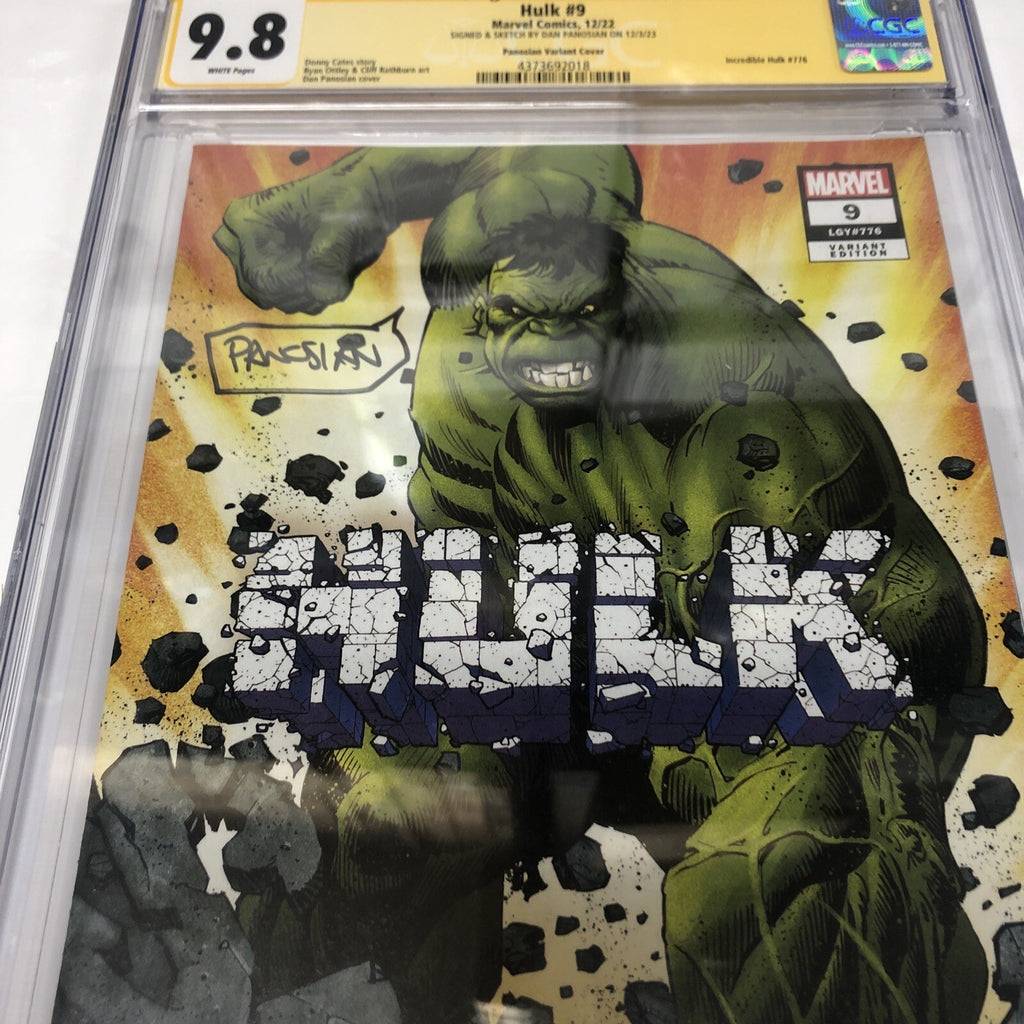 Hulk #9
9.8
WHITE Pages
Marvel Comics, 12/22
SIGNED & SKETCH BY DAN PANOSIAN ON 12/3/23
Panosian Variant Cover
Donny Cates story
Ryan Ottley & Cliff Rathburn art
Dan Panosian cover
Incredible Hulk #776
4373692018
CGC
MARVEL
9
LGY#776
VARIANT
EDITION
PANOSIAN
HULK